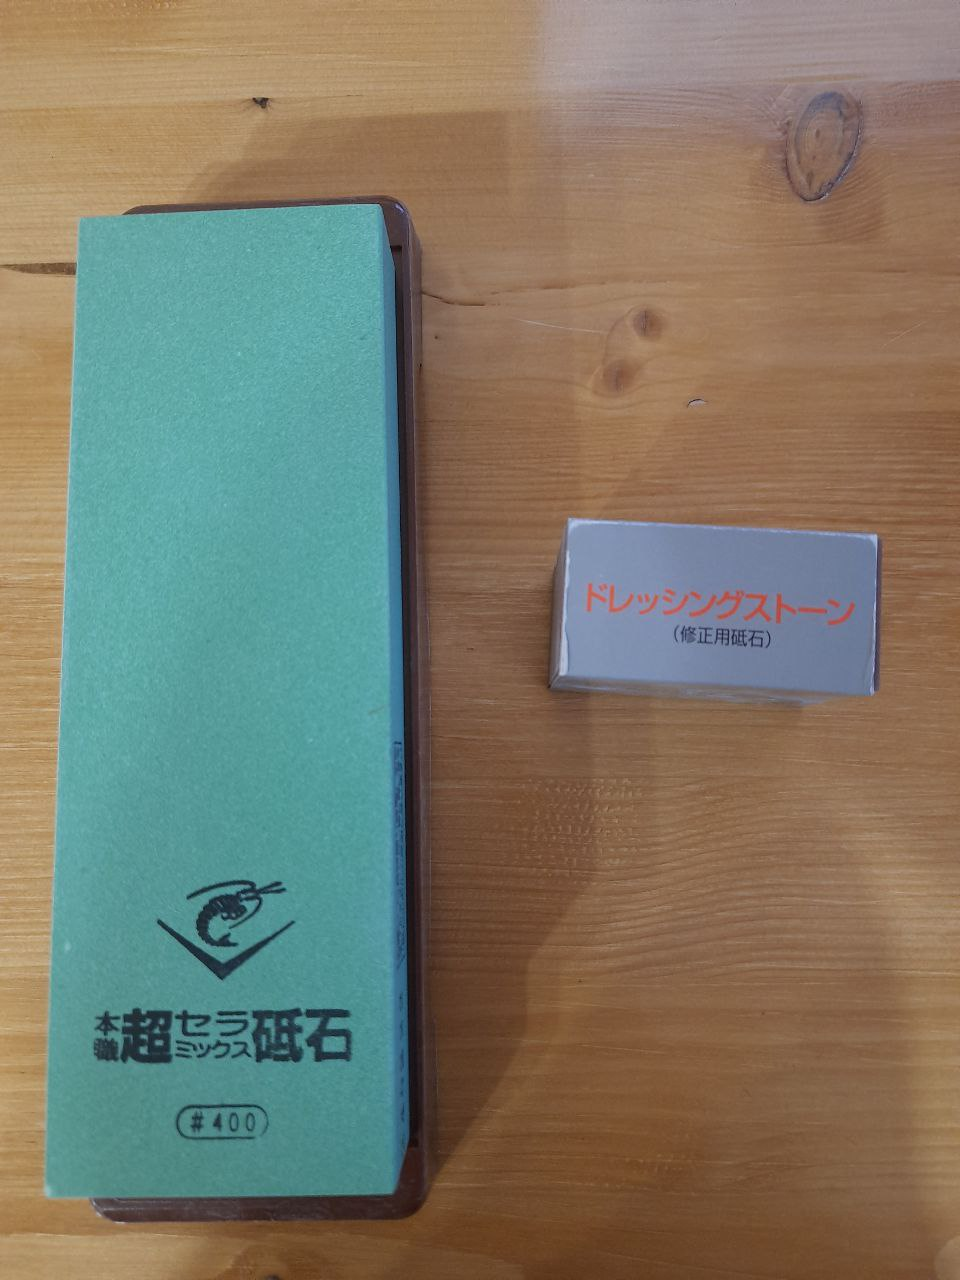 本職 超 セラミックス 砥石
#400
ドレッシングストーン
(修正用砥石)